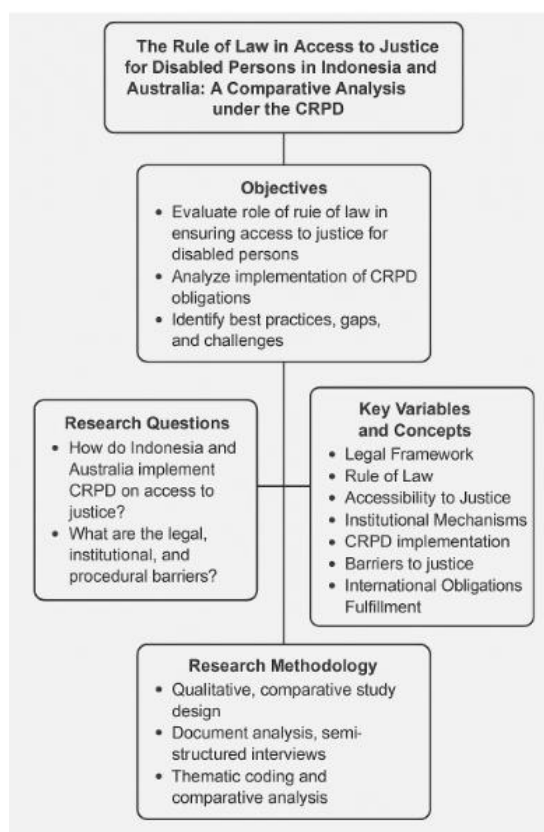 The Rule of Law in Access to Justice
for Disabled Persons in Indonesia and
Australia: A Comparative Analysis
under the CRPD
Objectives
• Evaluate role of ruie of law in
ensuring access to justice for
disabled persons
• Analyze implementation of CRPD
obligations
• Identify best practices, gaps,
and challenges
Research Questions
• How do Indonesia and
Australia implement
CRPD on access to
justice?
• What are the legal,
institutional, and
procedural barriers?
Key Variables
and Concepts
• Legal Framework
• Rule of Law
• Accessibility to Justice
• Institutional Mechanisms
• CRPD implementation
• Barriers to justice
• International Obligations
Fulfillment
Research Methodology
• Qualitative, comparative study
design
• Document analysis, semi-
structured interviews
• Thematic coding and
comparative analysis